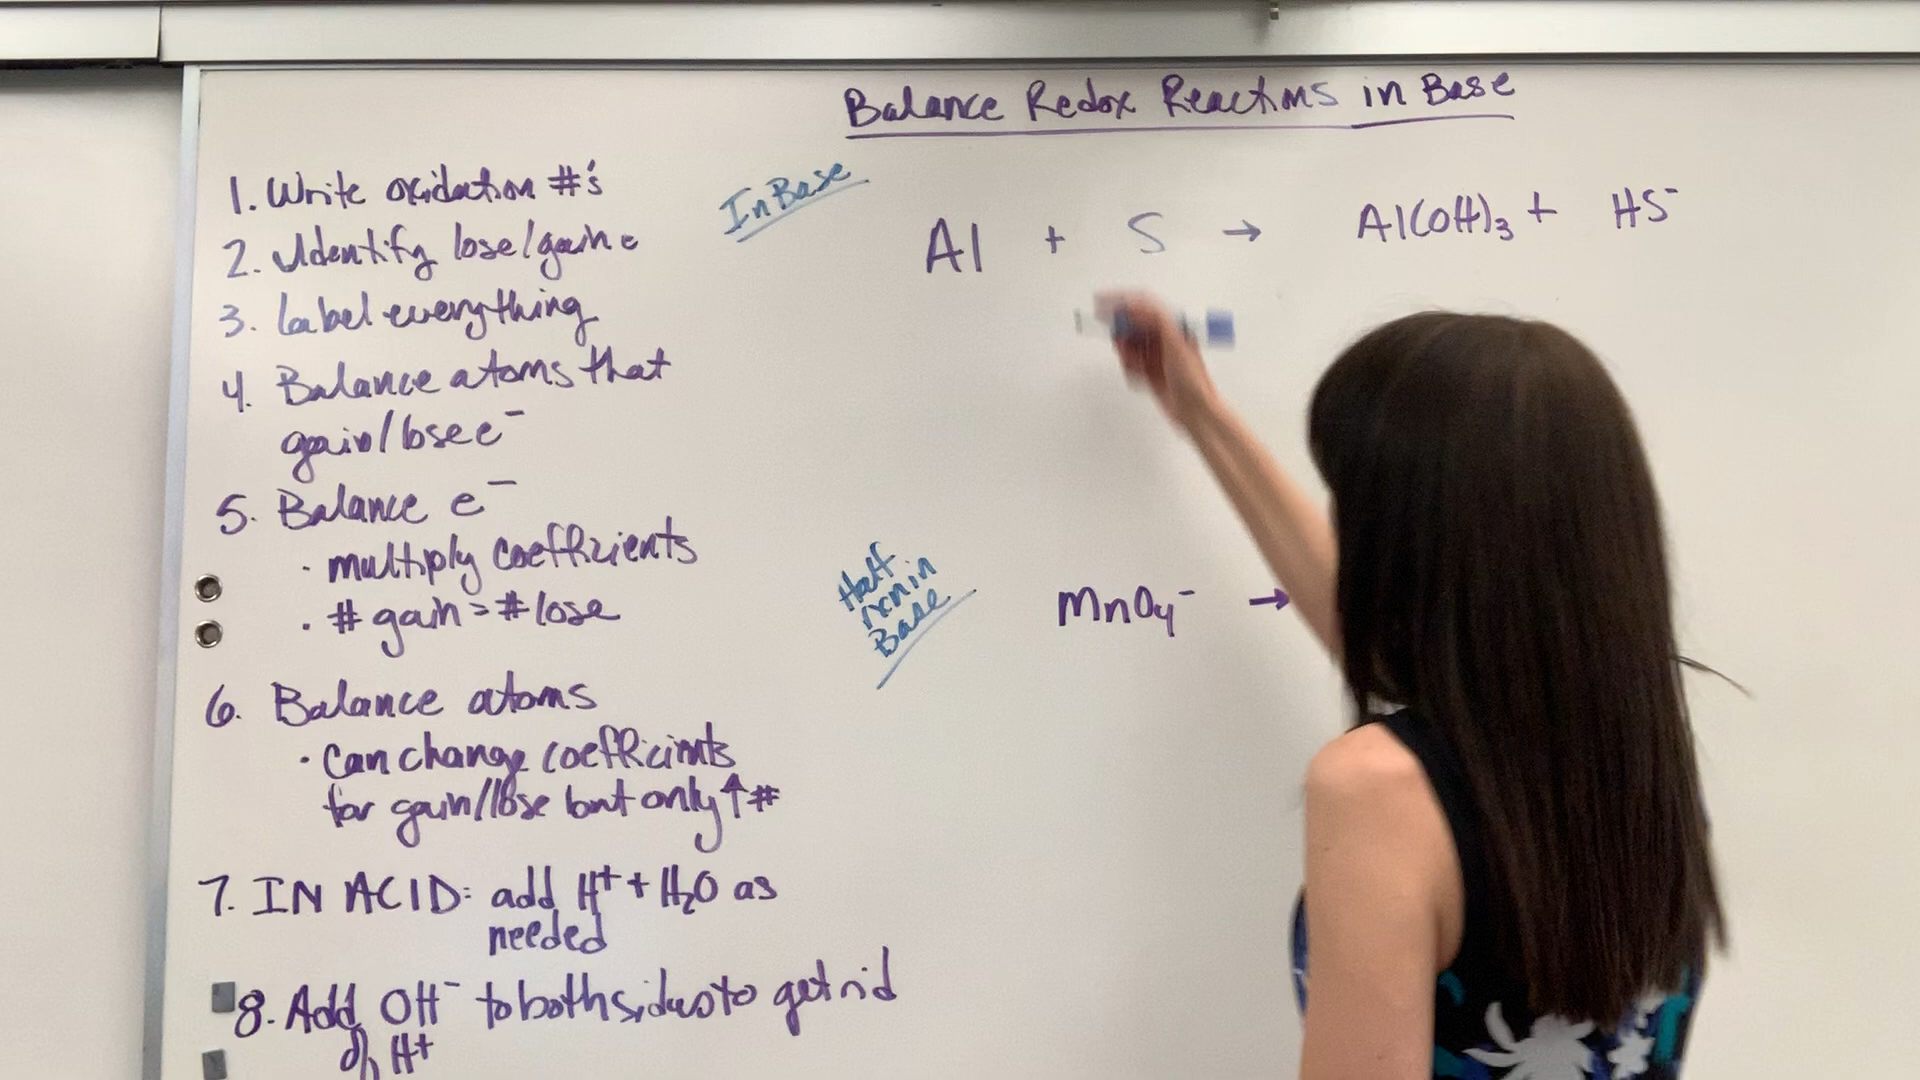 Balance Redox Reactions in Base
1. Write oxidation #'s
2. Identify lose/gain e
3. Label everything
4. Balance atoms that
gain/lose e⁻
5. Balance e⁻
· multiply coefficients
· # gain = # lose
6. Balance atoms
· Can change coefficients
for gain/lose but only ↑ #
7. IN ACID: add H⁺ + H₂O as
needed
8. Add OH⁻ to both sides to get rid
of H⁺
In Base
Al + S → Al(OH)₃ + HS⁻
Half
rxn in
Base
MnO₄⁻ →